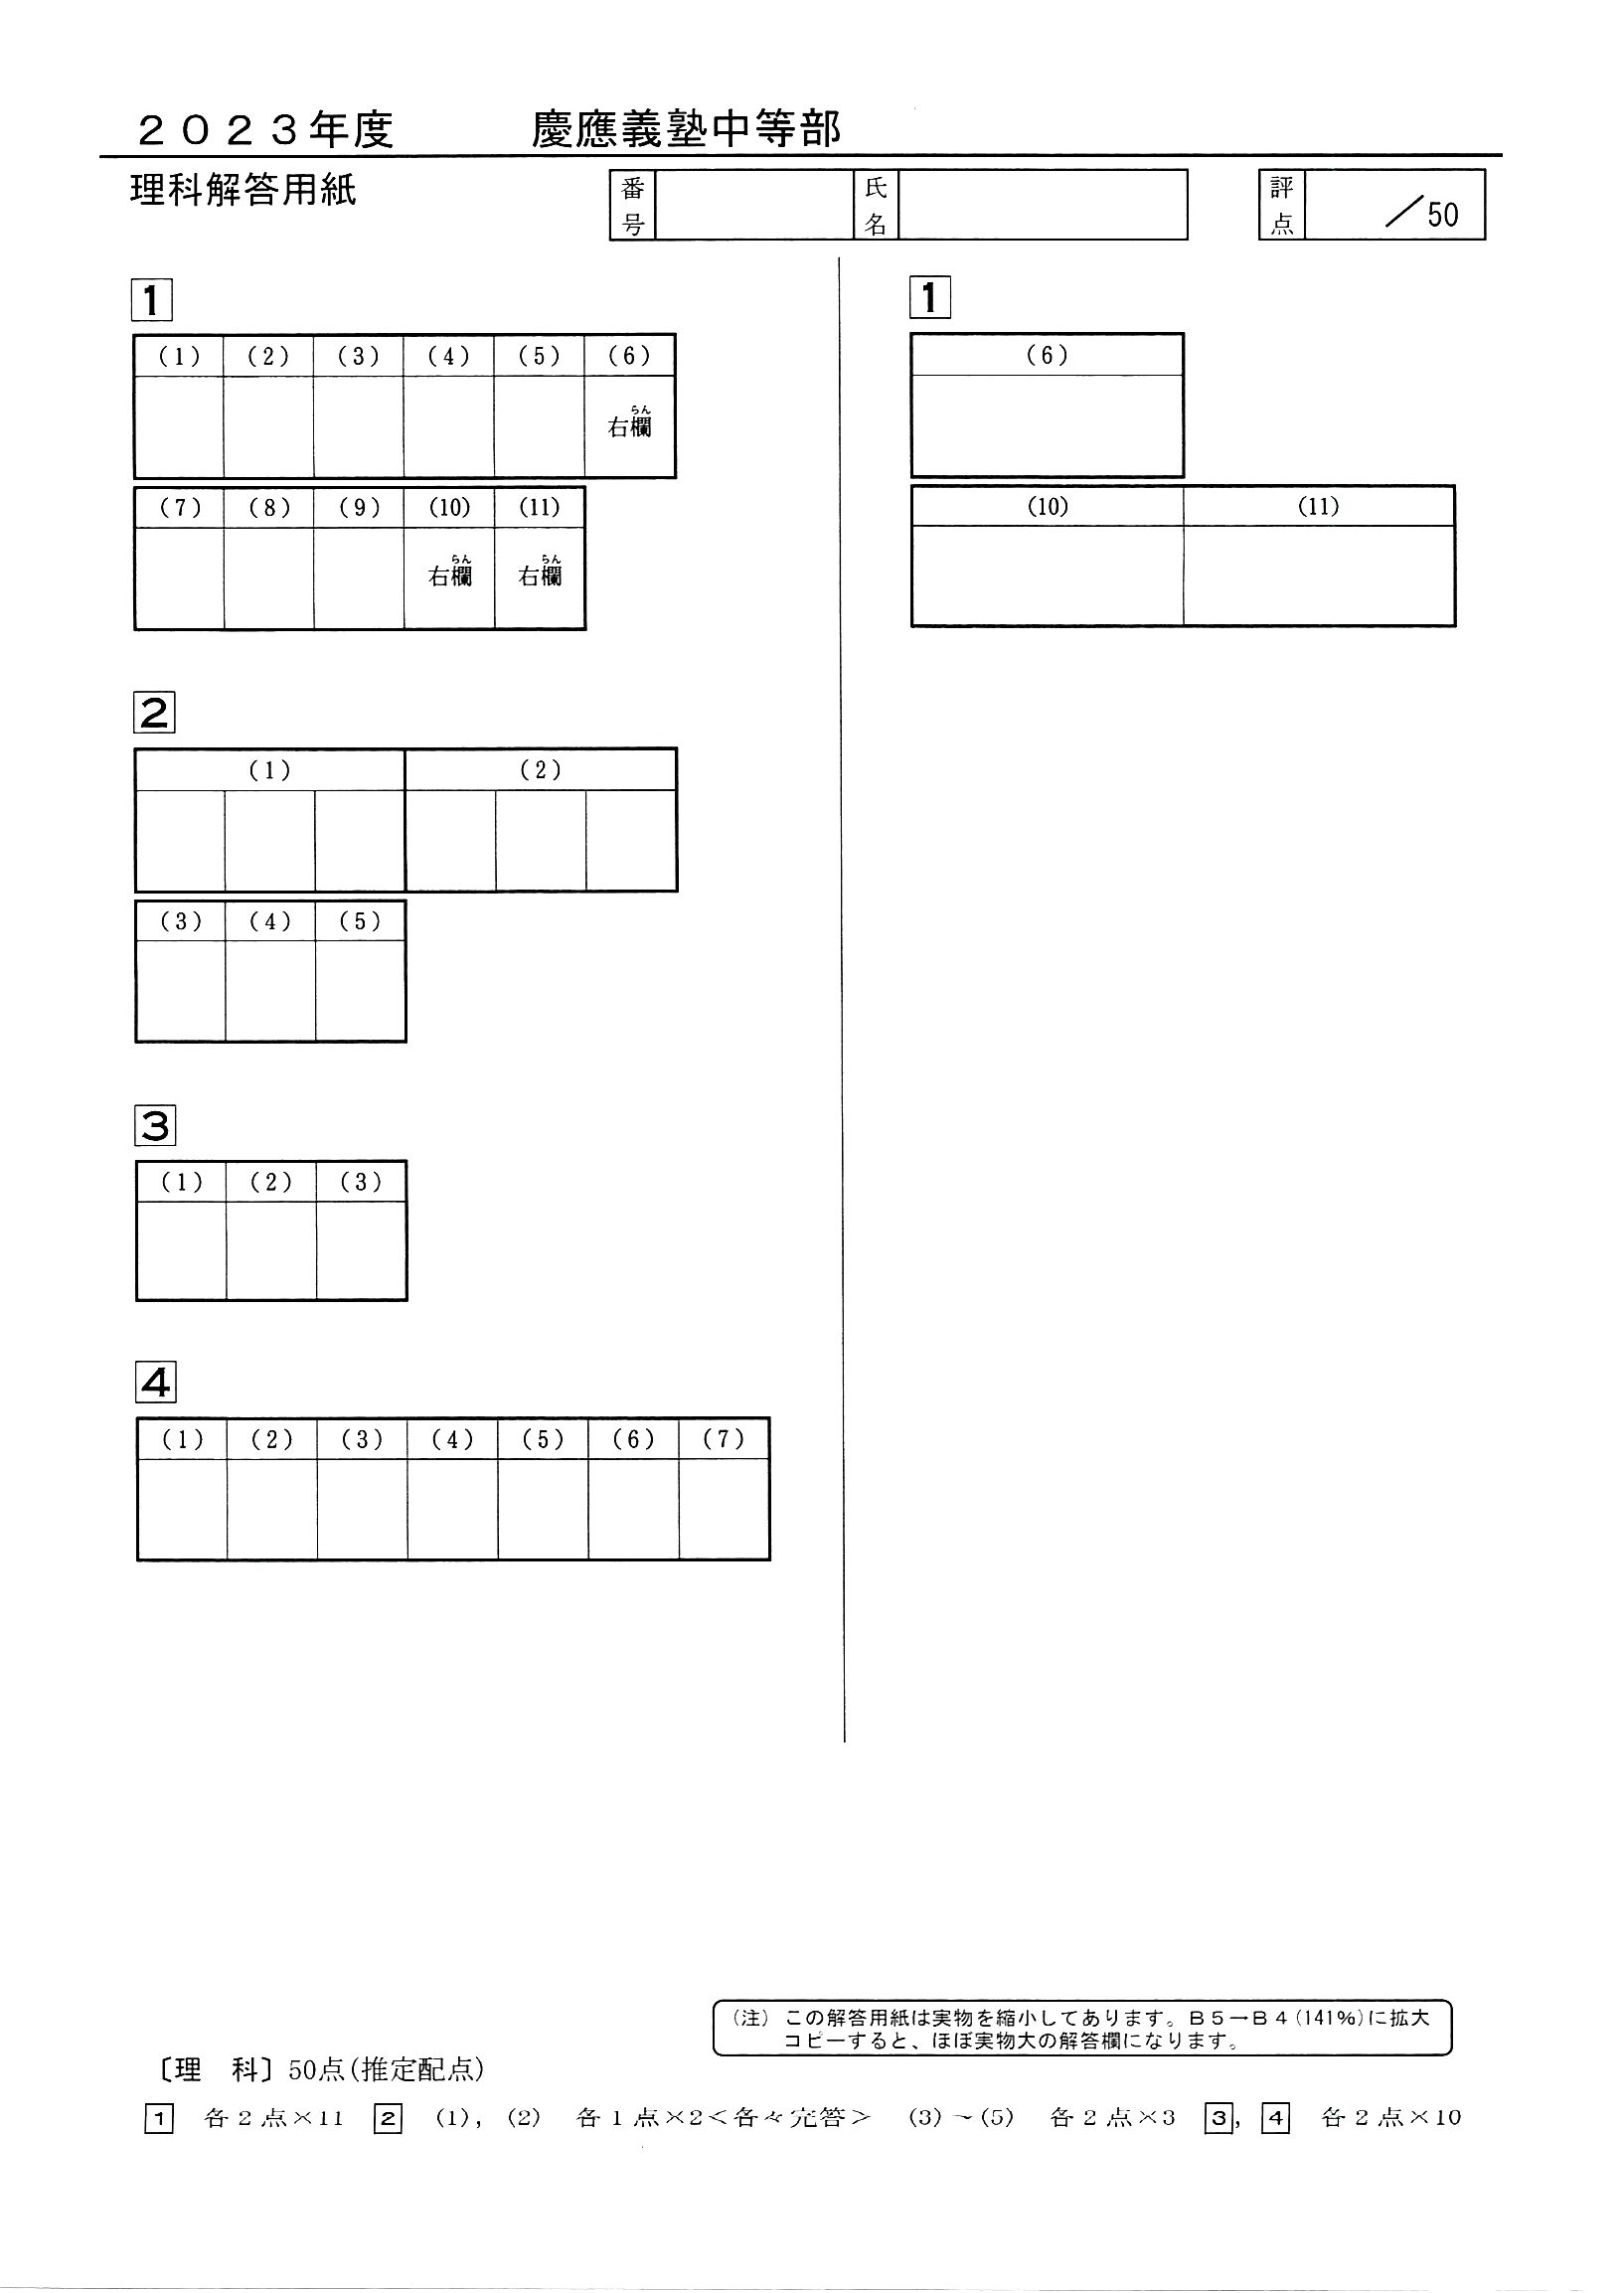 2023年度 慶應義塾中等部
理科解答用紙
番号
氏名
評点
／50
1
(1) (2) (3) (4) (5) (6)
らん
右欄
(7) (8) (9) (10) (11)
らん らん
右欄 右欄
2
(1) (2)
(3) (4) (5)
3
(1) (2) (3)
4
(1) (2) (3) (4) (5) (6) (7)
1
(6)
(10) (11)
(注) この解答用紙は実物を縮小してあります。B5→B4(141%)に拡大
コピーすると、ほぼ実物大の解答欄になります。
〔理 科〕50点(推定配点)
1 各2点×11 2 (1), (2) 各1点×2＜各々完答＞ (3)～(5) 各2点×3 3, 4 各2点×10